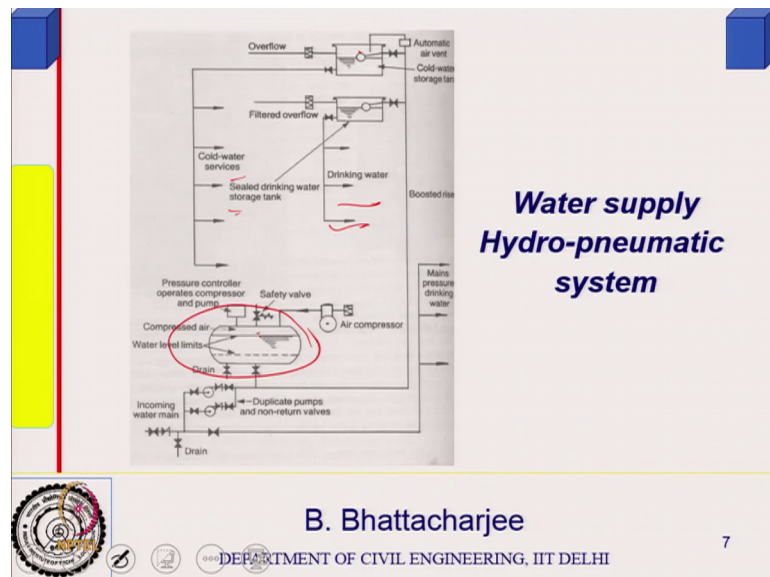 Overflow
Automatic
air vent
Cold-water
storage tan
Filtered overflow
Cold-water
services
Sealed drinking water
storage tank
Drinking water
Boosted rise
Water supply
Hydro-pneumatic
system
Pressure controller
operates compressor
and pump
Safety valve
Mains
pressure
drinking
water
Compressed air
Air compressor
Water level limits
Drain
Incoming
water main
Duplicate pumps
and non-return valves
Drain
NPTEL
B. Bhattacharjee
7
DEPARTMENT OF CIVIL ENGINEERING, IIT DELHI